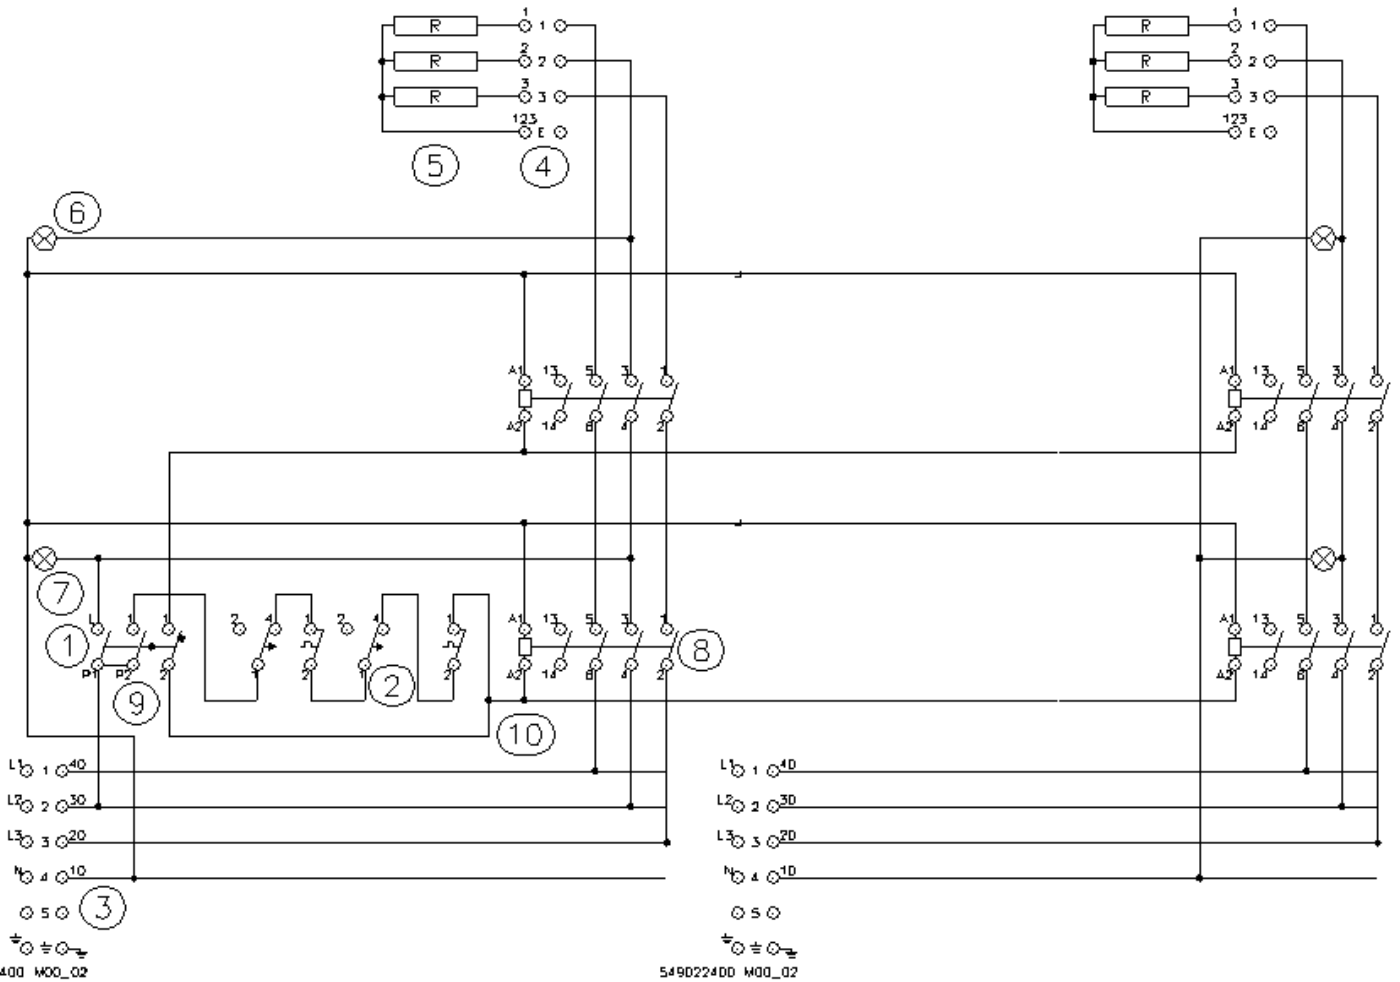 1 1
R 1 R 1
2 2
R 2 R 2
3 3
R 3 R 3
123 123
E E
5 4
6
A1 13 5 3 1 A1 13 5 3 1
A2 14 6 4 2 A2 14 6 4 2
7
L 1 1 2 4 1 2 4 1 A1 13 5 3 1 A1 13 5 3 1
1 8
P1 P2 2 1 2 1 2 A2 14 6 4 2 A2 14 6 4 2
9 2
10
L1 1 40 L1 1 40
L2 2 30 L2 2 30
L3 3 20 L3 3 20
N 4 10 N 4 10
3
5 5
400 M00_02 54902240D M00_02